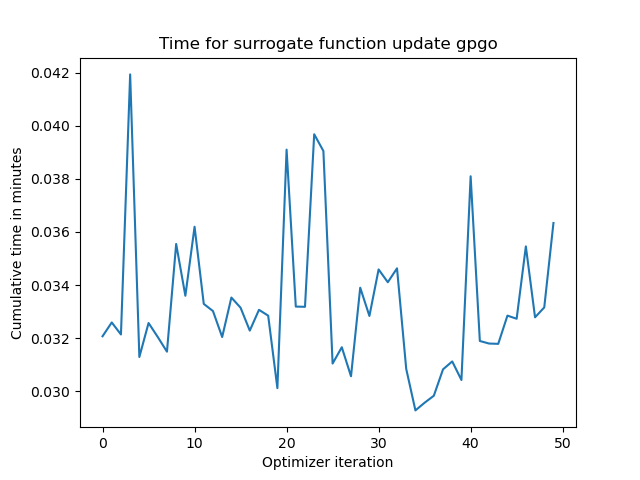 Time for surrogate function update gpgo
0.042
0.040
0.038
0.036
0.034
0.032
0.030
Cumulative time in minutes
0 10 20 30 40 50
Optimizer iteration